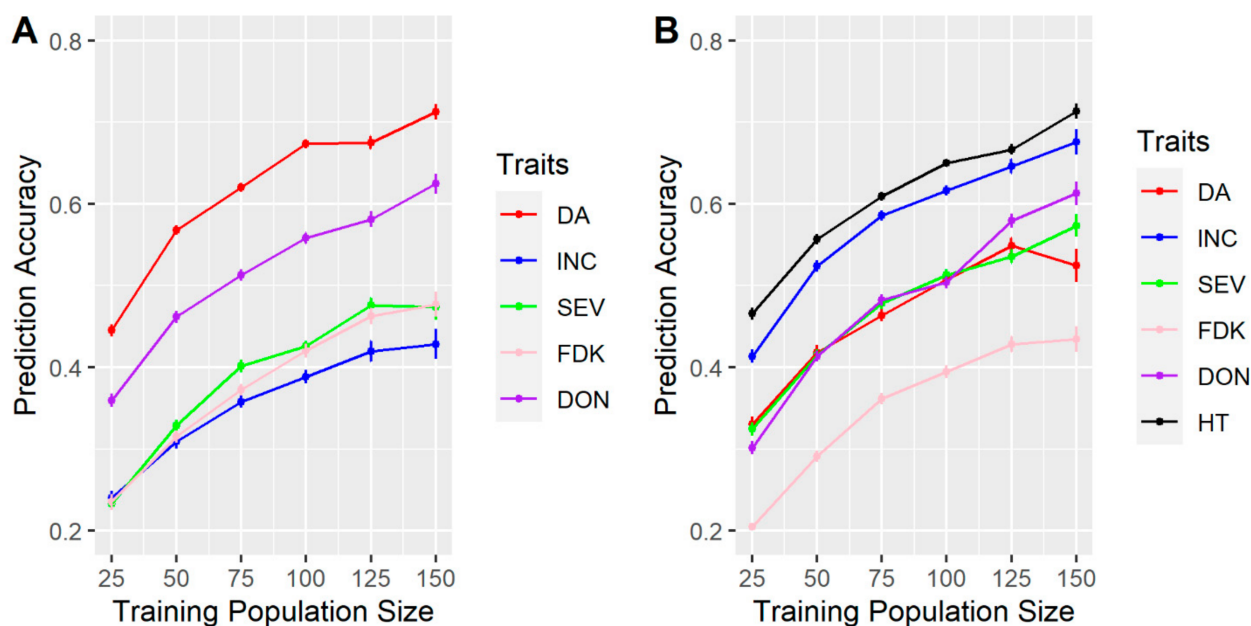 A
Prediction Accuracy
0.8
0.6
0.4
0.2
25 50 75 100 125 150
Training Population Size
Traits
DA
INC
SEV
FDK
DON
B
Prediction Accuracy
0.8
0.6
0.4
0.2
25 50 75 100 125 150
Training Population Size
Traits
DA
INC
SEV
FDK
DON
HT